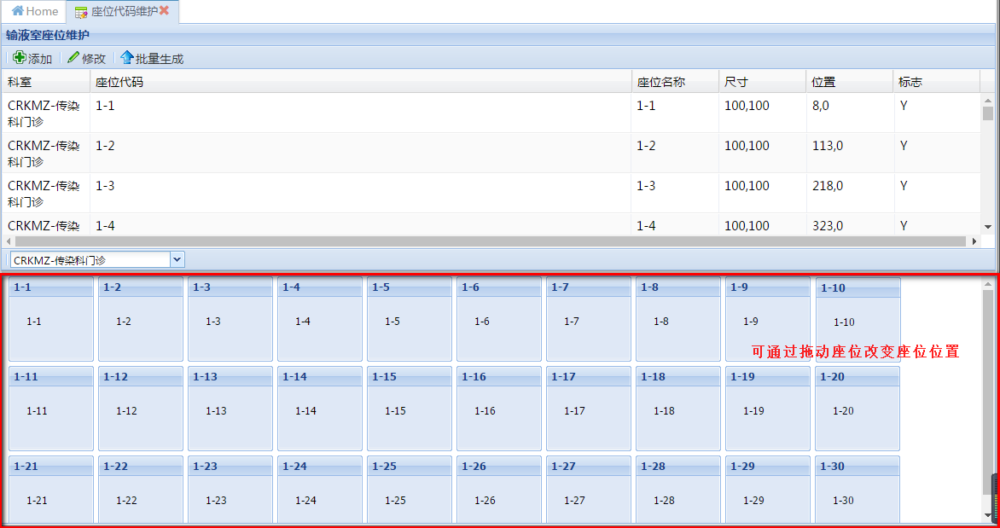 Home 座位代码维护
输液室座位维护
添加 修改 批量生成
科室 座位代码 座位名称 尺寸 位置 标志
CRKMZ-传染科门诊 1-1 1-1 100,100 8,0 Y
CRKMZ-传染科门诊 1-2 1-2 100,100 113,0 Y
CRKMZ-传染科门诊 1-3 1-3 100,100 218,0 Y
CRKMZ-传染 1-4 1-4 100,100 323,0 Y
CRKMZ-传染科门诊
1-1 1-2 1-3 1-4 1-5 1-6 1-7 1-8 1-9 1-10
1-1 1-2 1-3 1-4 1-5 1-6 1-7 1-8 1-9 1-10
可通过拖动座位改变座位位置
1-11 1-12 1-13 1-14 1-15 1-16 1-17 1-18 1-19 1-20
1-11 1-12 1-13 1-14 1-15 1-16 1-17 1-18 1-19 1-20
1-21 1-22 1-23 1-24 1-25 1-26 1-27 1-28 1-29 1-30
1-21 1-22 1-23 1-24 1-25 1-26 1-27 1-28 1-29 1-30